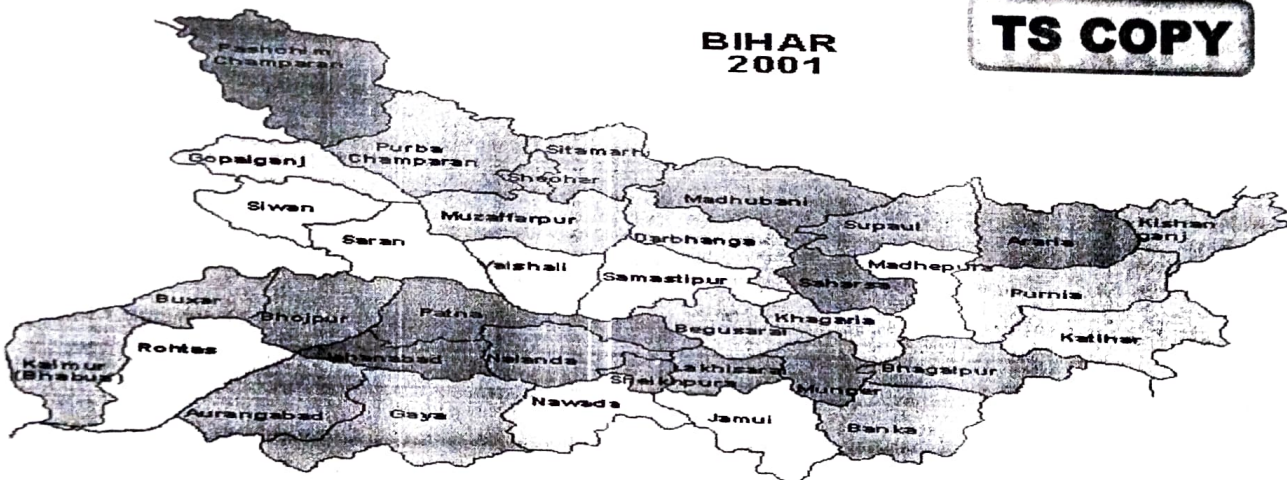 BIHAR
2001
TS COPY
Pashchim
Champaran
Gopalganj
Purba
Champaran
Sitamarhi
Sheohar
Siwan
Muzaffarpur
Madhubani
Saran
Darbhanga
Supaul
Araria
Kishan
ganj
Vaishali
Samastipur
Saharsa
Madhepura
Purnia
Buxar
Bhojpur
Patna
Begusarai
Khagaria
Katihar
Kaimur
(Bhabua)
Rohtas
Jehanabad
Nalanda
Lakhisarai
Sheikhpura
Munger
Bhagalpur
Aurangabad
Gaya
Nawada
Jamui
Banka